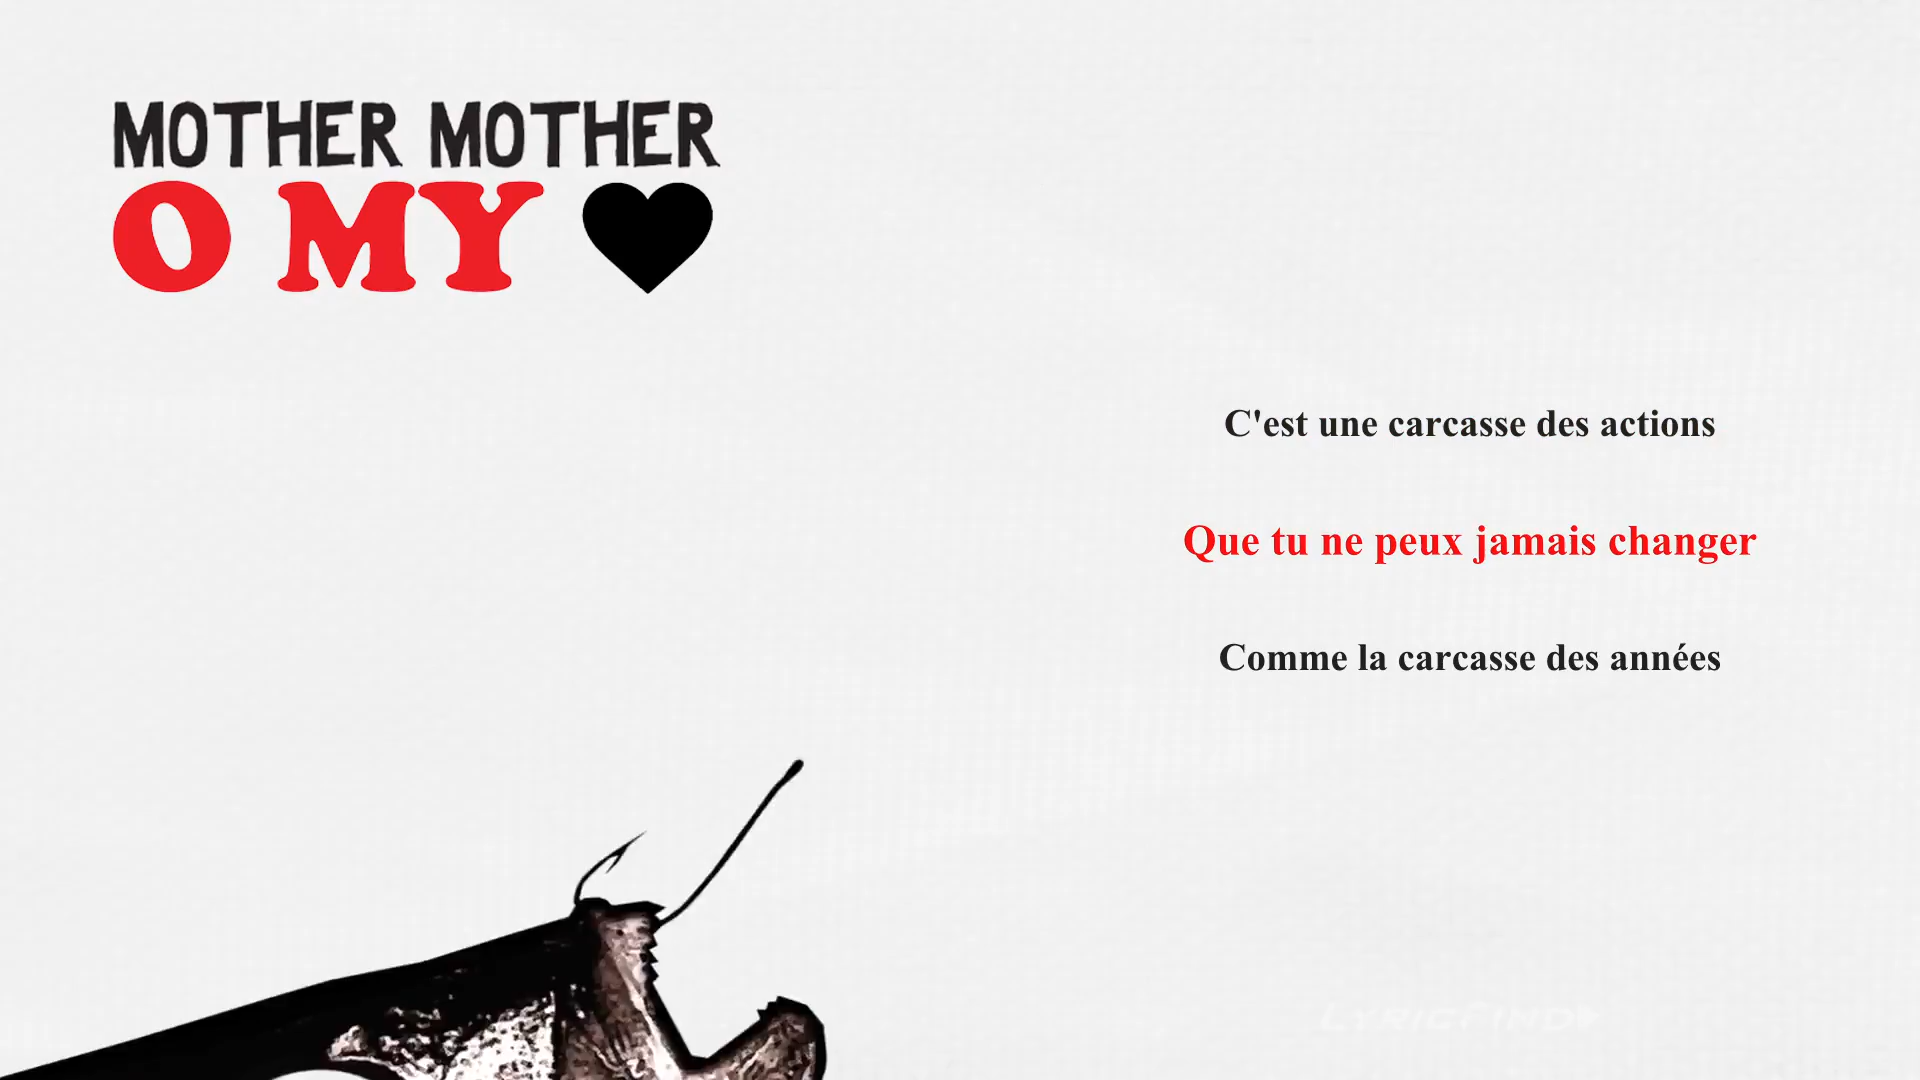 MOTHER MOTHER
O MY ♥
C'est une carcasse des actions
Que tu ne peux jamais changer
Comme la carcasse des années
LYRICFIND